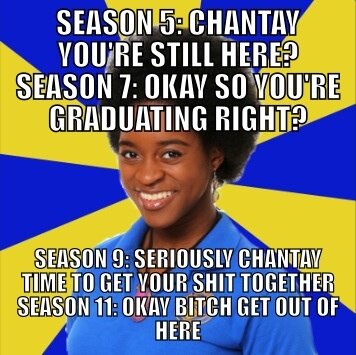 SEASON 5: CHANTAY
YOU'RE STILL HERE?
SEASON 7: OKAY SO YOU'RE
GRADUATING RIGHT?
SEASON 9: SERIOUSLY CHANTAY
TIME TO GET YOUR SHIT TOGETHER
SEASON 11: OKAY BITCH GET OUT OF
HERE